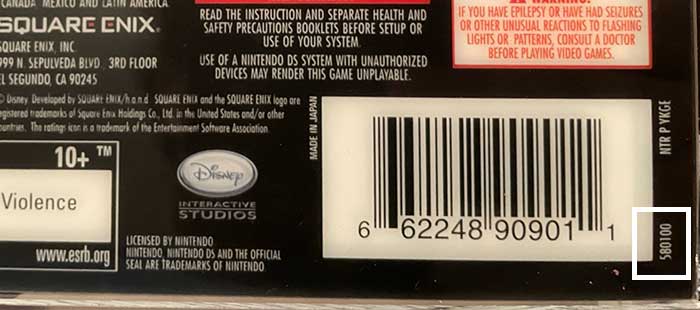 CANADA, MEXICO AND LATIN AMERICA.
SQUARE ENIX.
SQUARE ENIX, INC.
999 N. SEPULVEDA BLVD., 3RD FLOOR
EL SEGUNDO, CA 90245
© Disney. Developed by SQUARE ENIX/h.a.n.d. SQUARE ENIX and the SQUARE ENIX logo are
registered trademarks of Square Enix Holdings Co., Ltd. in the United States and/or other
countries. The ratings icon is a trademark of the Entertainment Software Association.
READ THE INSTRUCTION AND SEPARATE HEALTH AND
SAFETY PRECAUTIONS BOOKLETS BEFORE SETUP OR
USE OF YOUR SYSTEM.
USE OF A NINTENDO DS SYSTEM WITH UNAUTHORIZED
DEVICES MAY RENDER THIS GAME UNPLAYABLE.
WARNING:
IF YOU HAVE EPILEPSY OR HAVE HAD SEIZURES
OR OTHER UNUSUAL REACTIONS TO FLASHING
LIGHTS OR PATTERNS, CONSULT A DOCTOR
BEFORE PLAYING VIDEO GAMES.
10+ TM
Violence
www.esrb.org
Disney
INTERACTIVE
STUDIOS
LICENSED BY NINTENDO
NINTENDO, NINTENDO DS AND THE OFFICIAL
SEAL ARE TRADEMARKS OF NINTENDO
MADE IN JAPAN
6 62248 90901 1
NTR P YKGE
580100